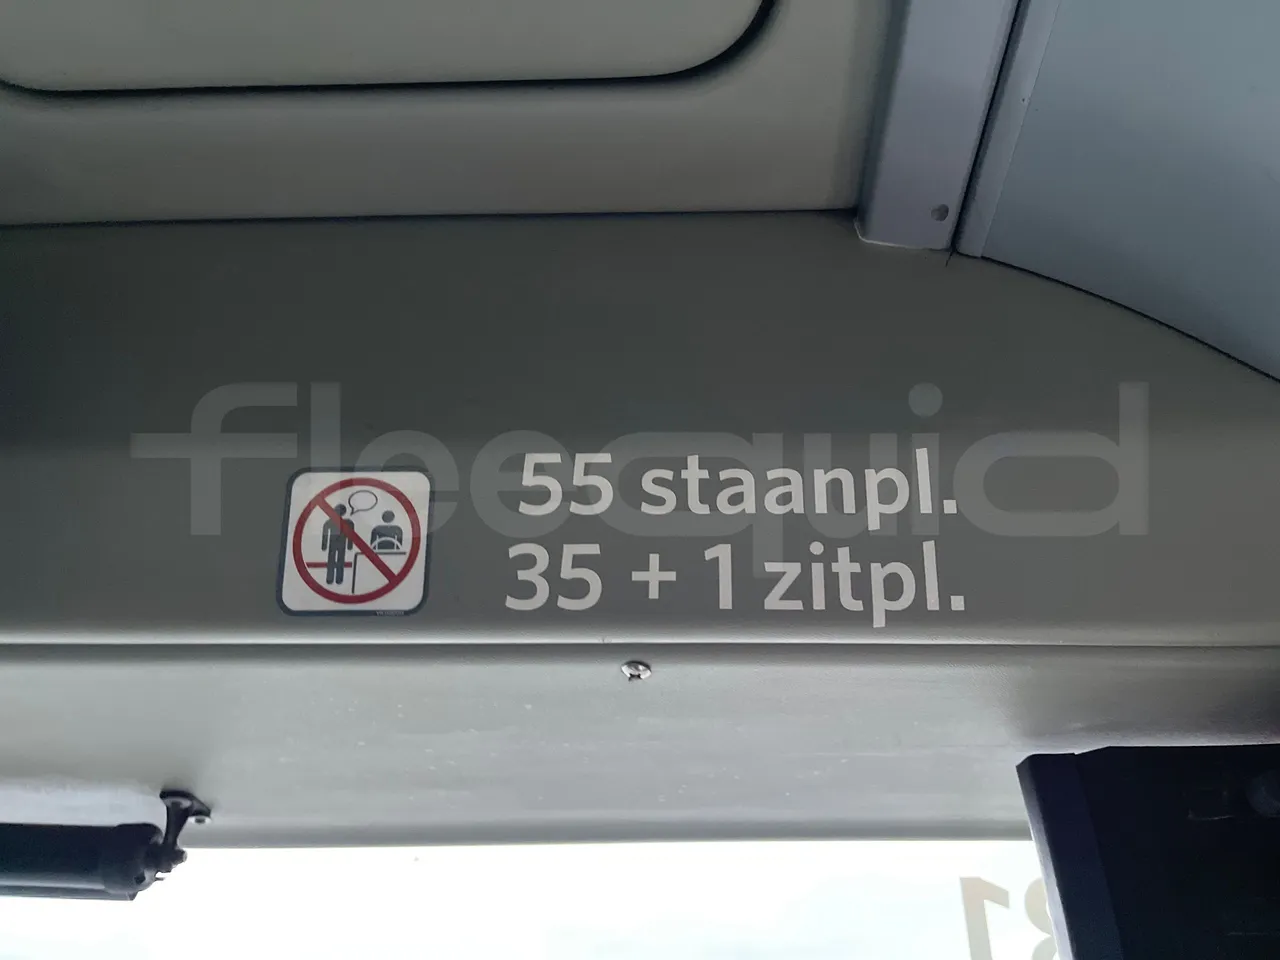 fleequid
55 staanpl.
35 + 1 zitpl.